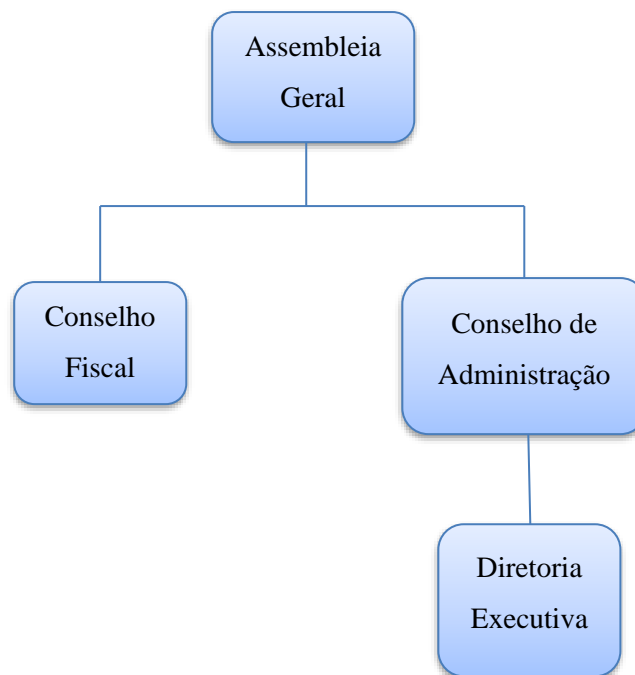 Assembleia
Geral
Conselho
Fiscal
Conselho de
Administração
Diretoria
Executiva